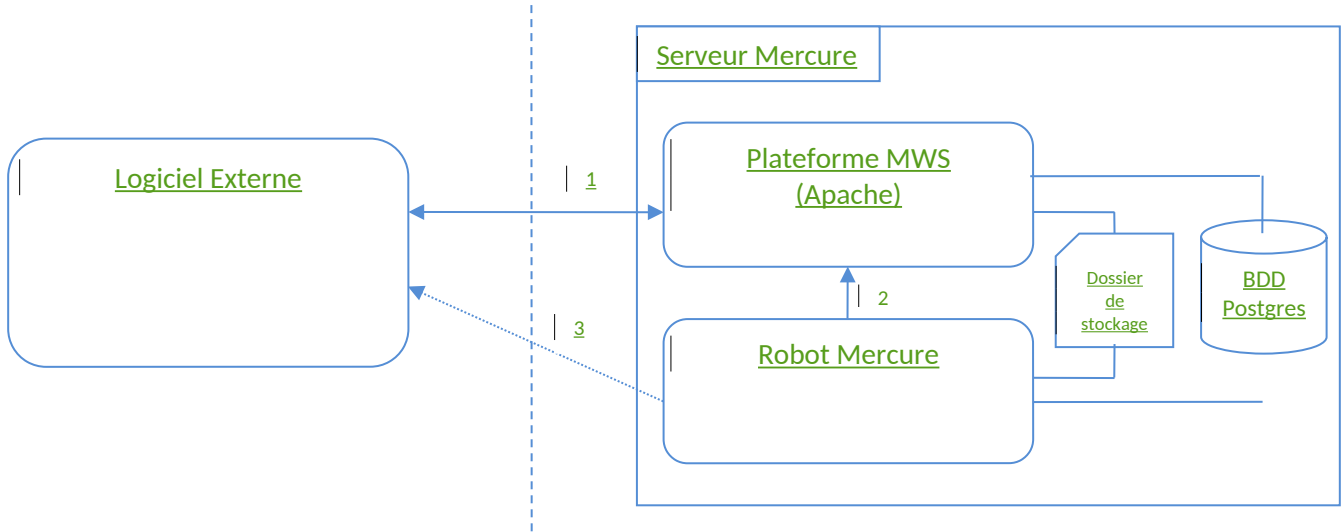 Serveur Mercure
Logiciel Externe
1
Plateforme MWS
(Apache)
Dossier
de
stockage
BDD
Postgres
2
3
Robot Mercure